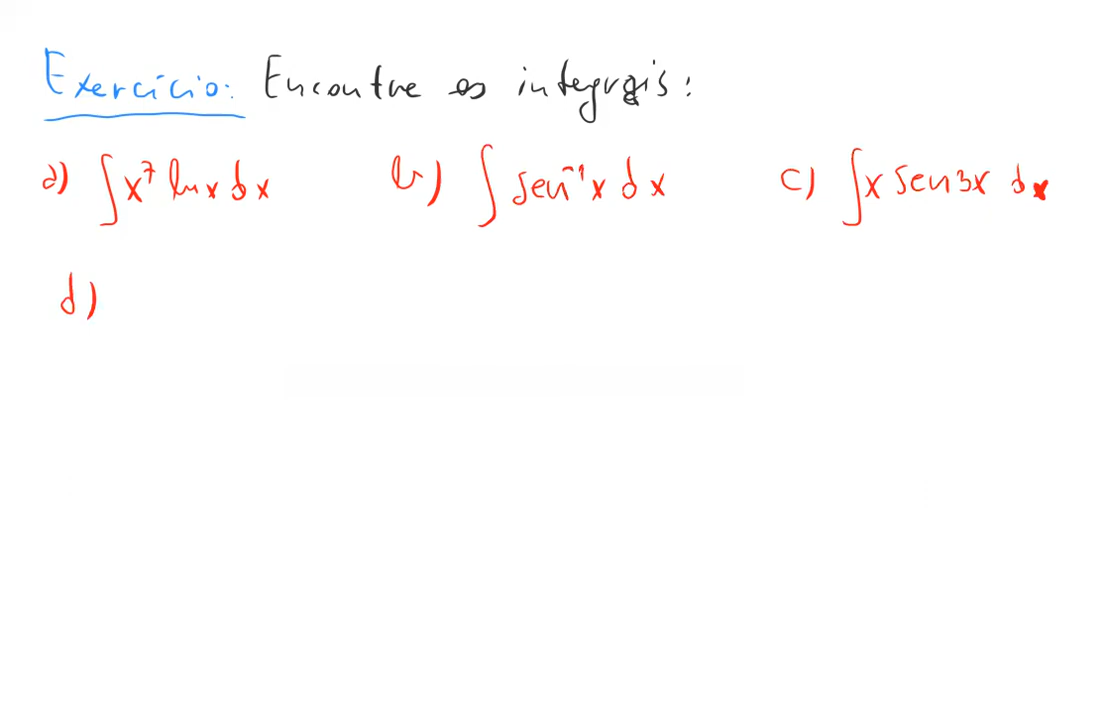 Exercício: Encontre as integrais:
a) ∫x⁷ ln x dx b) ∫ sen⁻¹x dx c) ∫x sen3x dx
d)